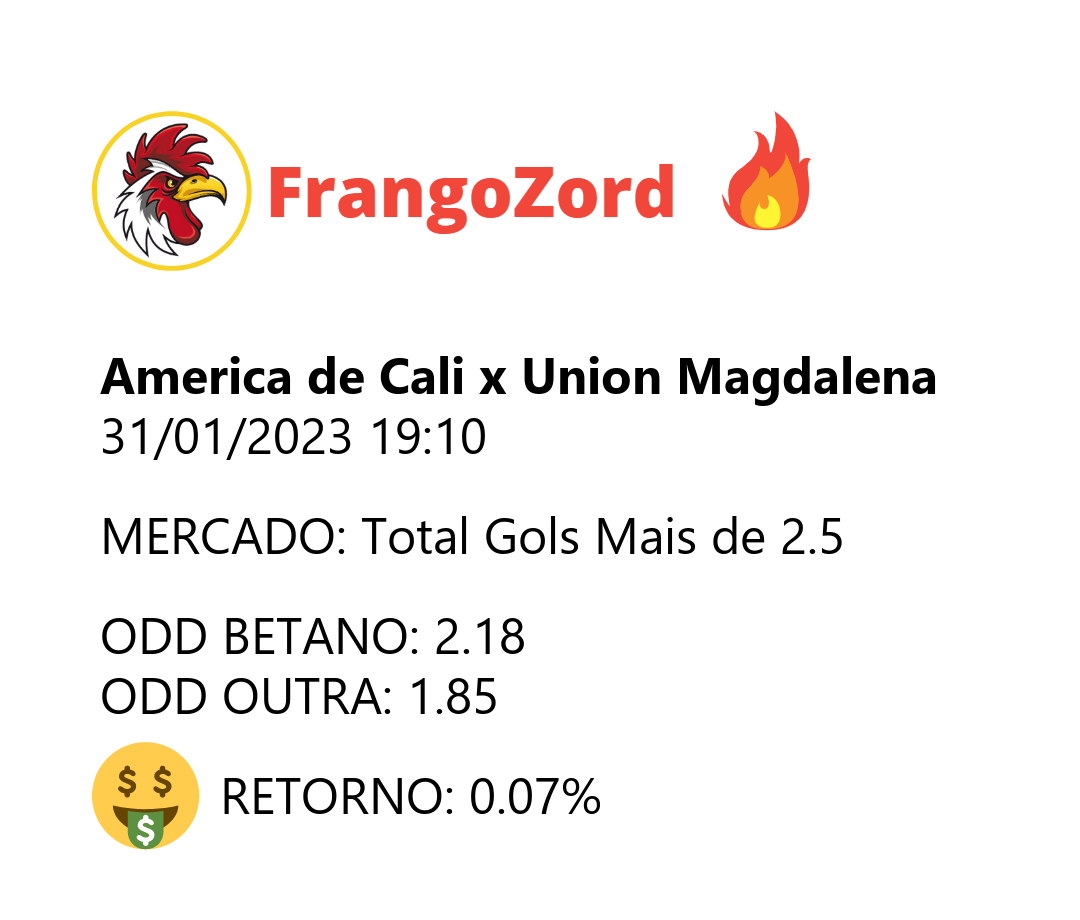 FrangoZord
America de Cali x Union Magdalena
31/01/2023 19:10
MERCADO: Total Gols Mais de 2.5
ODD BETANO: 2.18
ODD OUTRA: 1.85
RETORNO: 0.07%